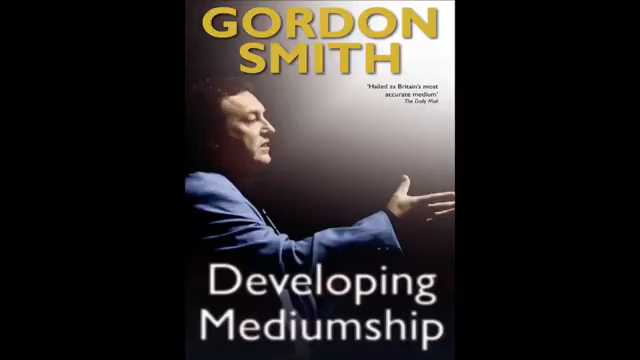 GORDON
SMITH
'Hailed as Britain's most
accurate medium'
The Daily Mail
Developing
Mediumship